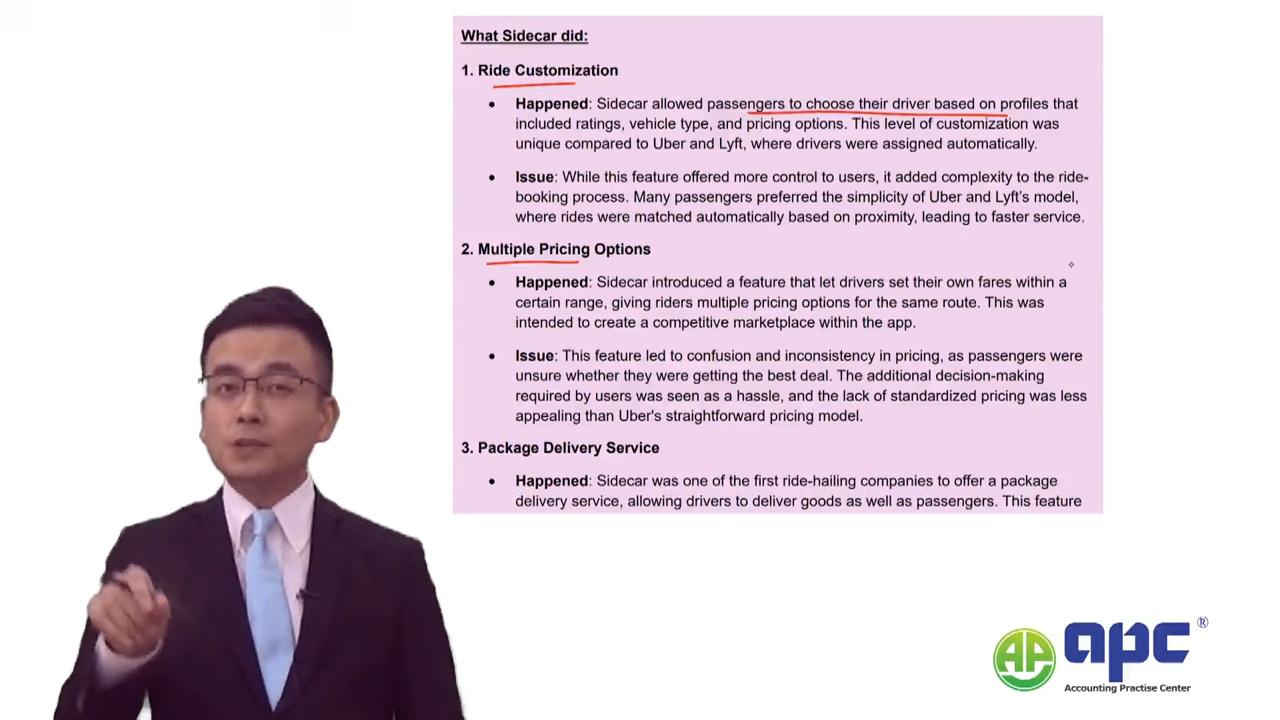 What Sidecar did:
1. Ride Customization
• Happened: Sidecar allowed passengers to choose their driver based on profiles that
included ratings, vehicle type, and pricing options. This level of customization was
unique compared to Uber and Lyft, where drivers were assigned automatically.
• Issue: While this feature offered more control to users, it added complexity to the ride-
booking process. Many passengers preferred the simplicity of Uber and Lyft's model,
where rides were matched automatically based on proximity, leading to faster service.
2. Multiple Pricing Options
• Happened: Sidecar introduced a feature that let drivers set their own fares within a
certain range, giving riders multiple pricing options for the same route. This was
intended to create a competitive marketplace within the app.
• Issue: This feature led to confusion and inconsistency in pricing, as passengers were
unsure whether they were getting the best deal. The additional decision-making
required by users was seen as a hassle, and the lack of standardized pricing was less
appealing than Uber's straightforward pricing model.
3. Package Delivery Service
• Happened: Sidecar was one of the first ride-hailing companies to offer a package
delivery service, allowing drivers to deliver goods as well as passengers. This feature
AP apc ®
Accounting Practise Center